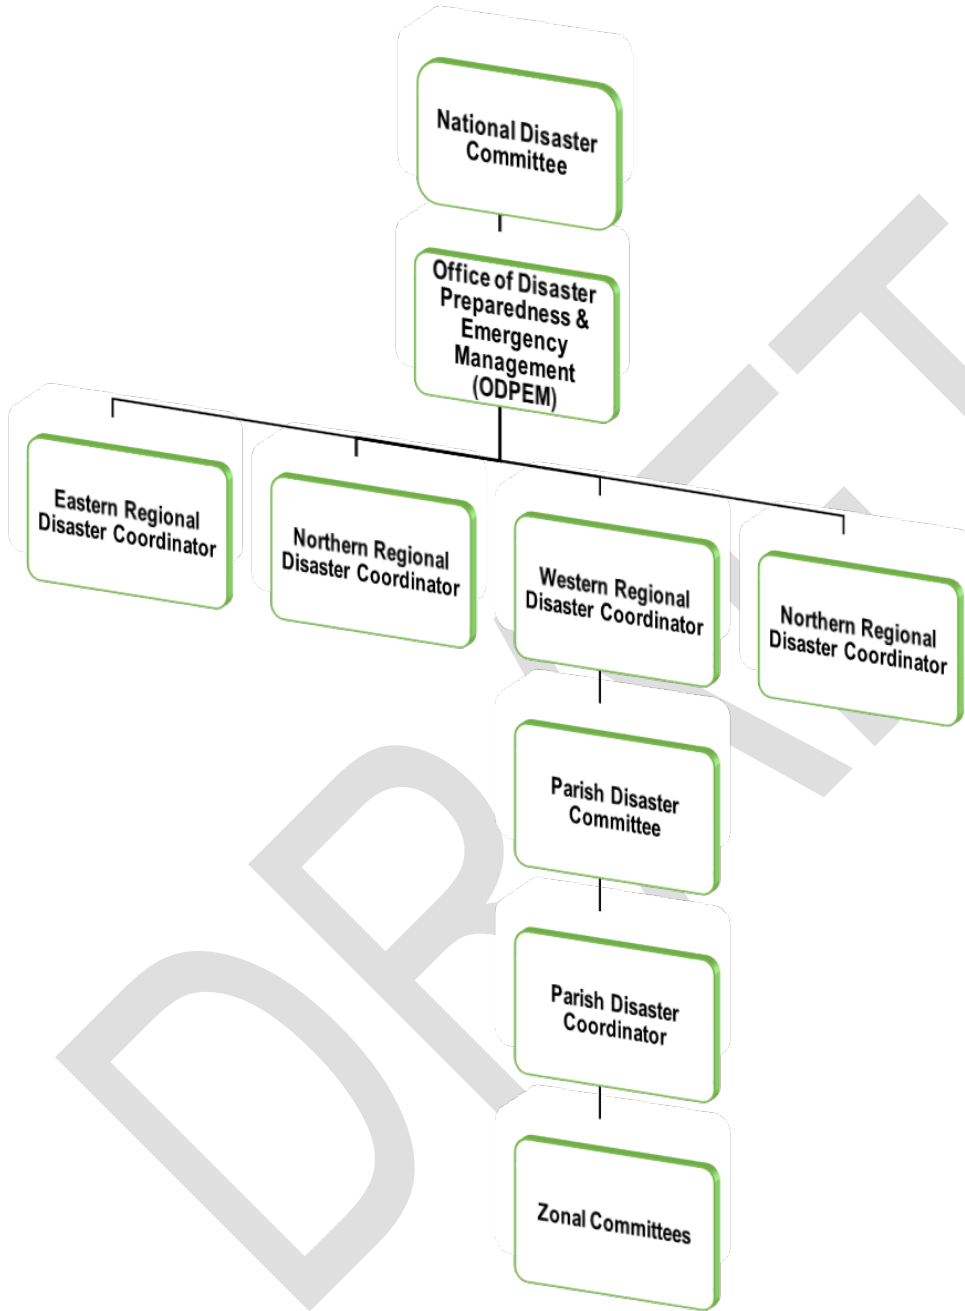 National Disaster
Committee
Office of Disaster
Preparedness &
Emergency
Management
(ODPEM)
Eastern Regional
Disaster Coordinator
Northern Regional
Disaster Coordinator
Western Regional
Disaster Coordinator
Northern Regional
Disaster Coordinator
Parish Disaster
Committee
Parish Disaster
Coordinator
Zonal Committees
DRAFT